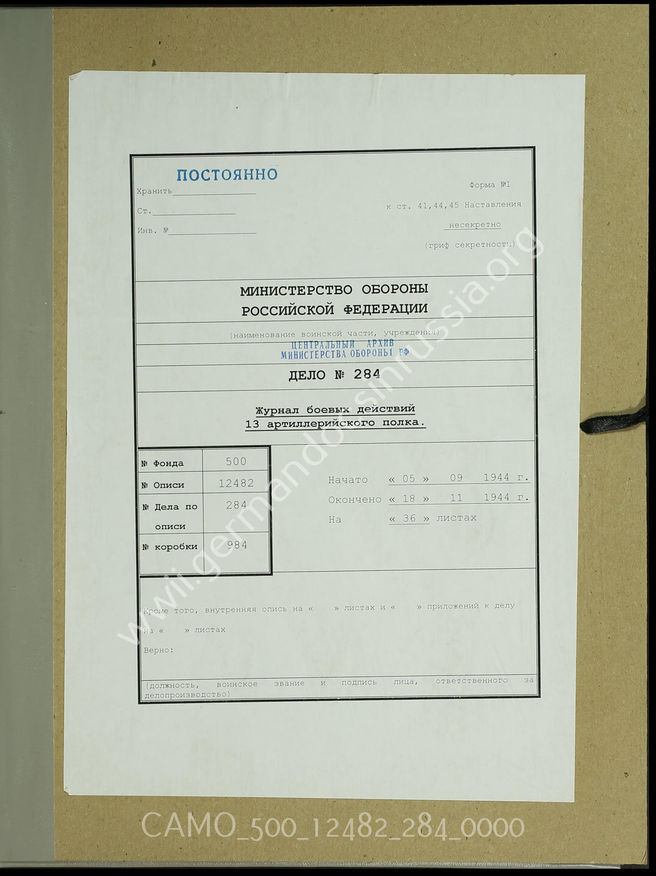 ПОСТОЯННО
Хранить
Форма №1
Ст.
к ст. 41,44,45 Наставления
Инв. №
несекретно
(гриф секретности)
МИНИСТЕРСТВО ОБОРОНЫ
РОССИЙСКОЙ ФЕДЕРАЦИИ
(наименование воинской части, учреждения)
ЦЕНТРАЛЬНЫЙ АРХИВ
МИНИСТЕРСТВА ОБОРОНЫ РФ
ДЕЛО № 284
Журнал боевых действий
13 артиллерийского полка.
№ Фонда 500
№ Описи 12482
№ Дела по 284
описи
№ коробки 984
Начато « 05 » 09 1944 г.
Окончено « 18 » 11 1944 г.
На « 36 » листах
Кроме того, внутренняя опись на « » листах и « » приложений к делу
на « » листах
Верно:
(должность, воинское звание и подпись лица, ответственного за
делопроизводство)
www.germandocsinrussia.org
CAMO_500_12482_284_0000